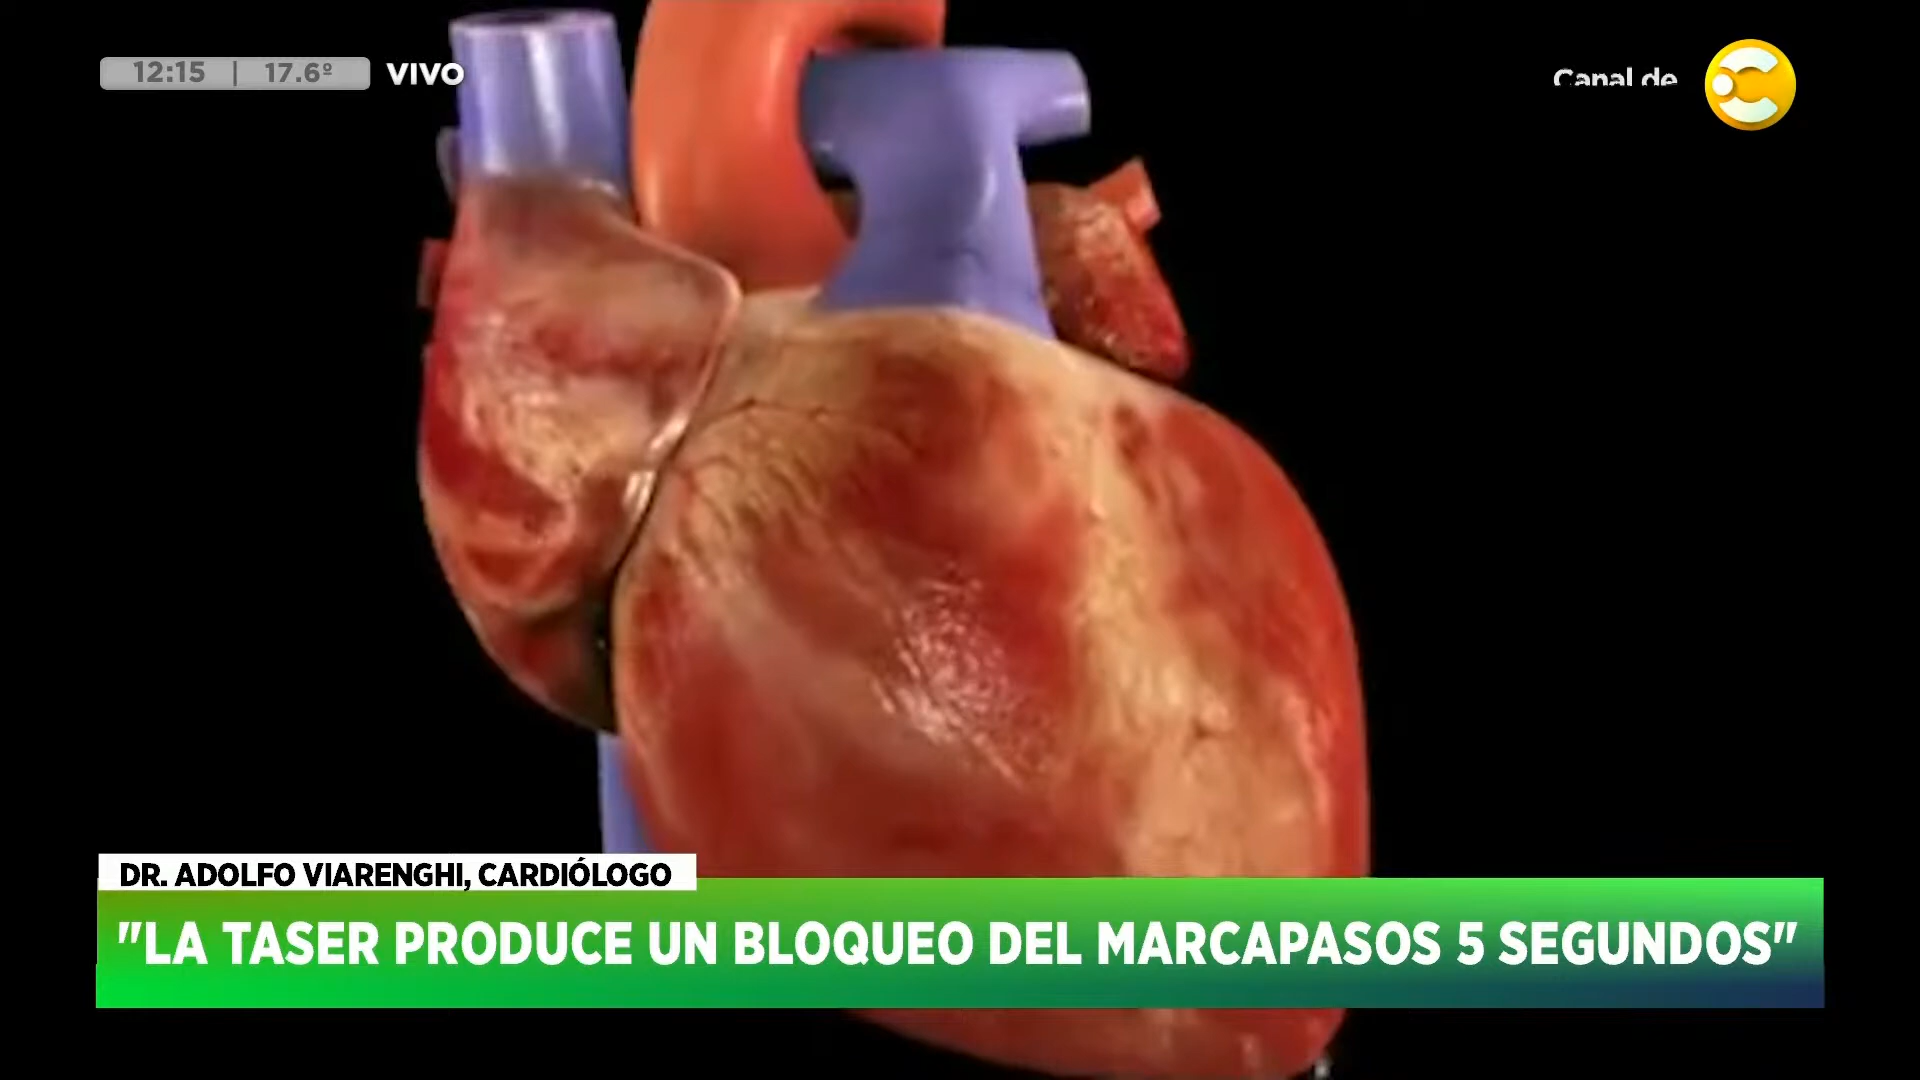 12:15 | 17.6º VIVO
Canal de
DR. ADOLFO VIARENGHI, CARDIÓLOGO
"LA TASER PRODUCE UN BLOQUEO DEL MARCAPASOS 5 SEGUNDOS"